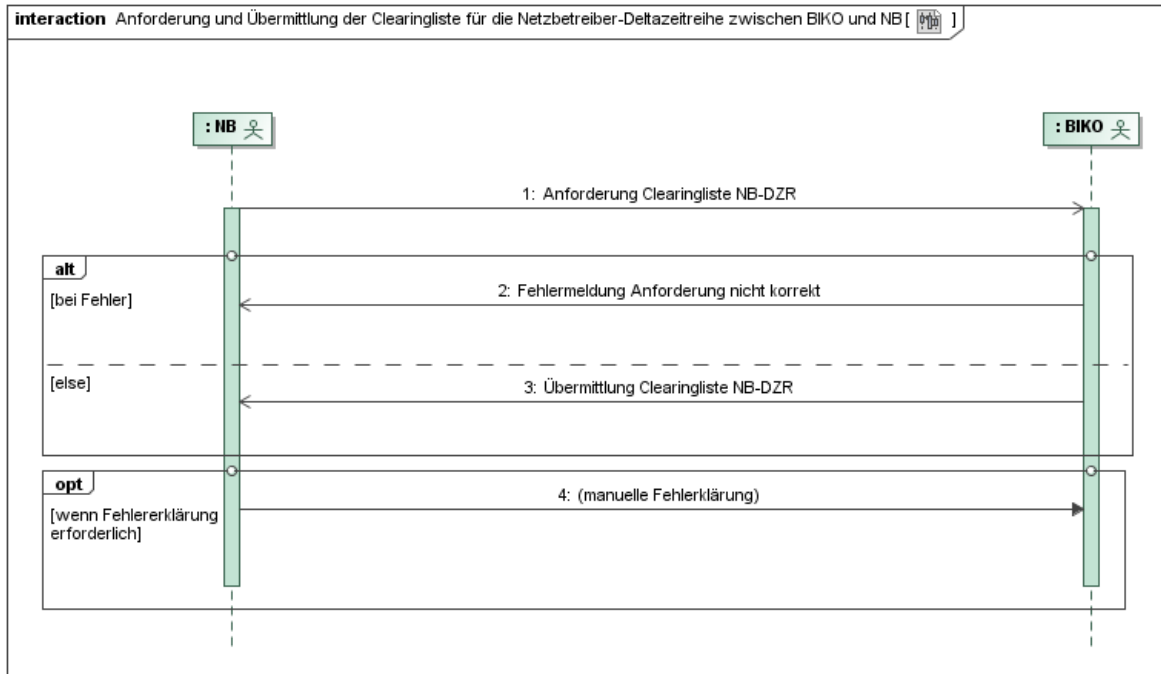 interaction Anforderung und Übermittlung der Clearingliste für die Netzbetreiber-Deltazeitreihe zwischen BIKO und NB[ ]
: NB
: BIKO
1: Anforderung Clearingliste NB-DZR
alt
[bei Fehler]
2: Fehlermeldung Anforderung nicht korrekt
[else]
3: Übermittlung Clearingliste NB-DZR
opt
4: (manuelle Fehlerklärung)
[wenn Fehlererklärung
erforderlich]